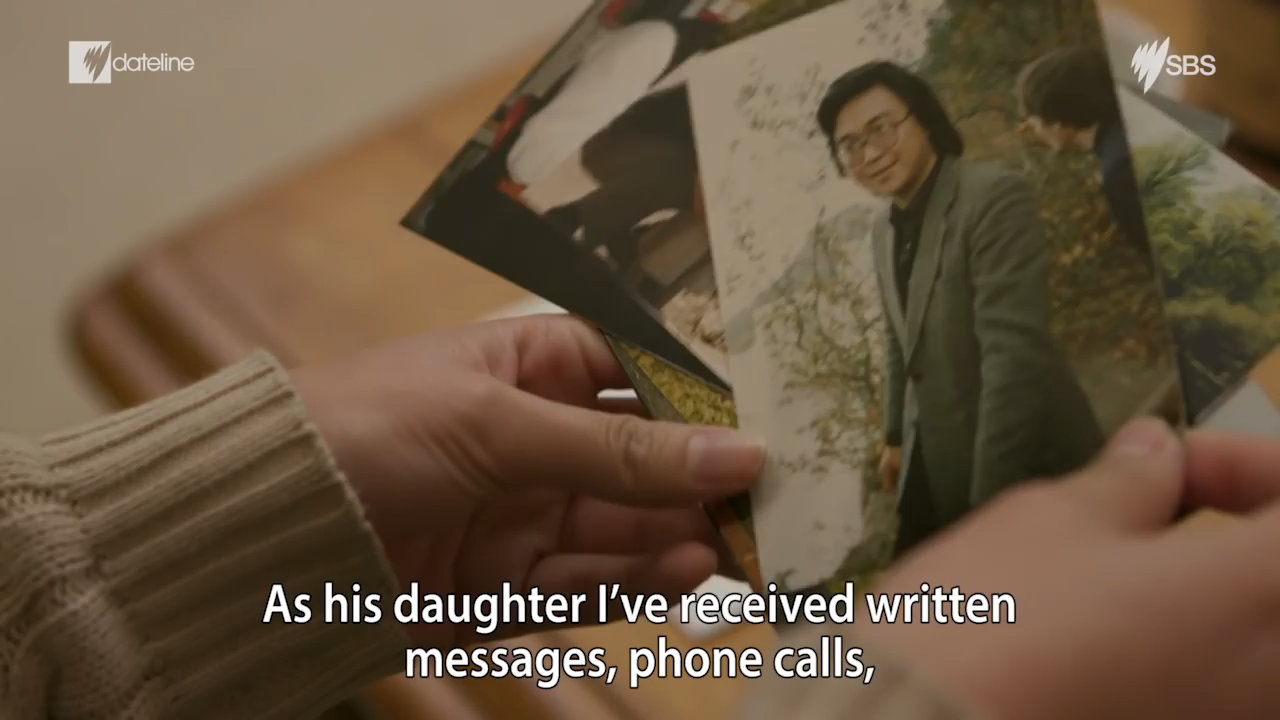 dateline
SBS
As his daughter I've received written
messages, phone calls,